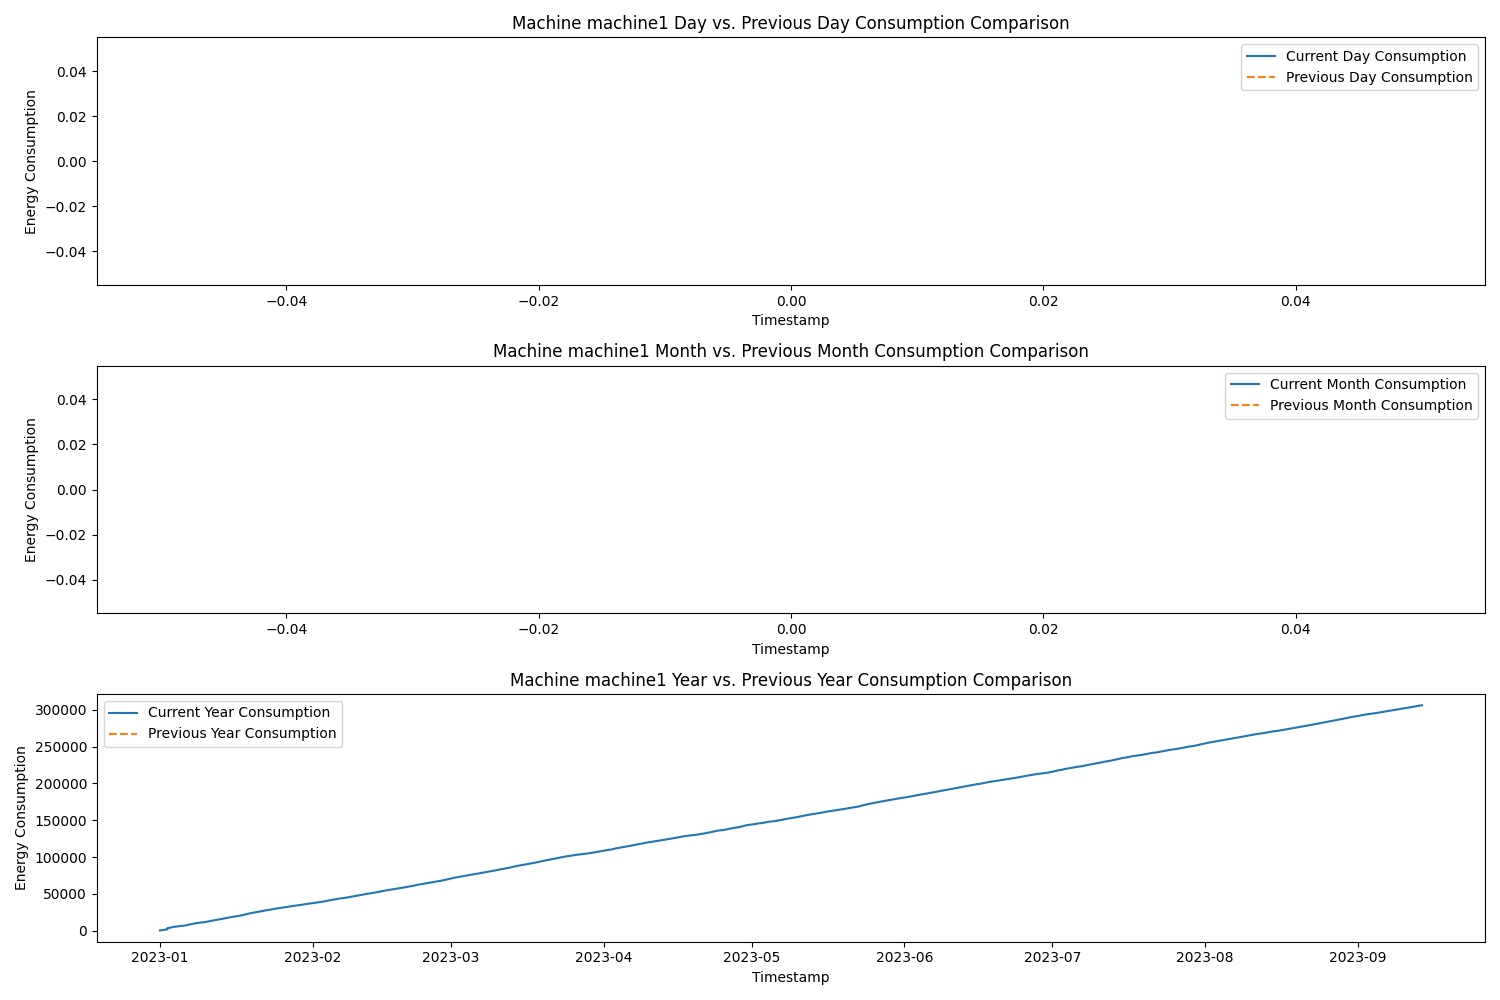 Machine machine1 Day vs. Previous Day Consumption Comparison
Current Day Consumption
Previous Day Consumption
Energy Consumption
0.04
0.02
0.00
−0.02
−0.04
−0.04 −0.02 0.00 0.02 0.04
Timestamp
Machine machine1 Month vs. Previous Month Consumption Comparison
Current Month Consumption
Previous Month Consumption
Energy Consumption
0.04
0.02
0.00
−0.02
−0.04
−0.04 −0.02 0.00 0.02 0.04
Timestamp
Machine machine1 Year vs. Previous Year Consumption Comparison
Current Year Consumption
Previous Year Consumption
Energy Consumption
300000
250000
200000
150000
100000
50000
0
2023-01 2023-02 2023-03 2023-04 2023-05 2023-06 2023-07 2023-08 2023-09
Timestamp